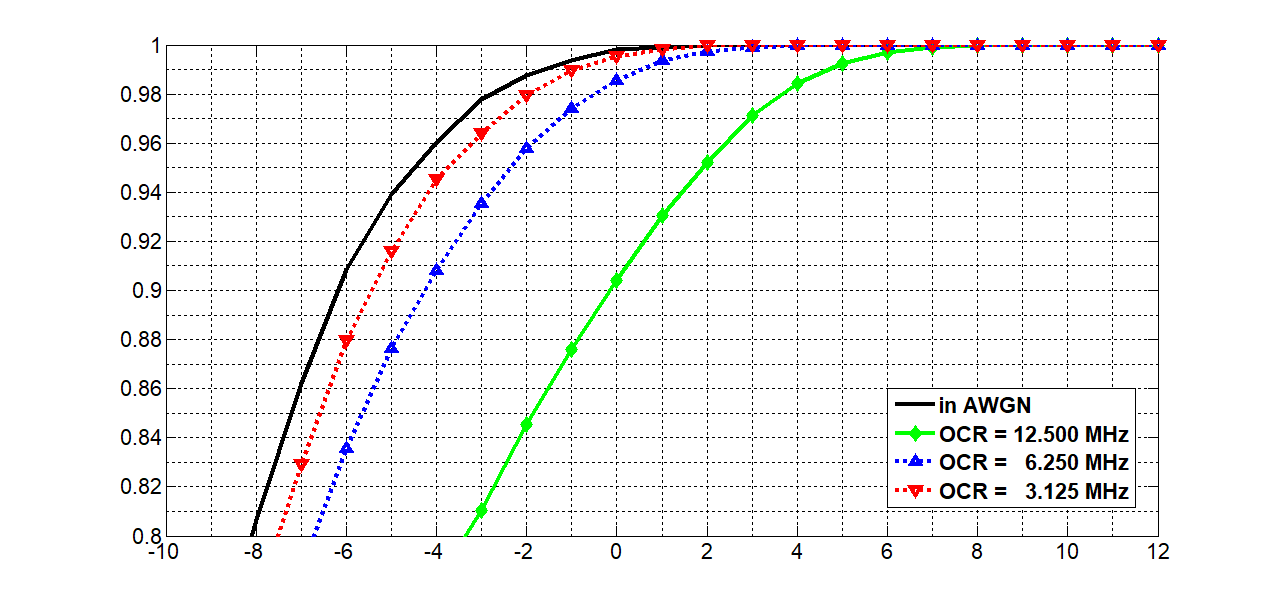 1
0.98
0.96
0.94
0.92
0.9
0.88
0.86
0.84
0.82
0.8
-10 -8 -6 -4 -2 0 2 4 6 8 10 12
in AWGN
OCR = 12.500 MHz
OCR = 6.250 MHz
OCR = 3.125 MHz